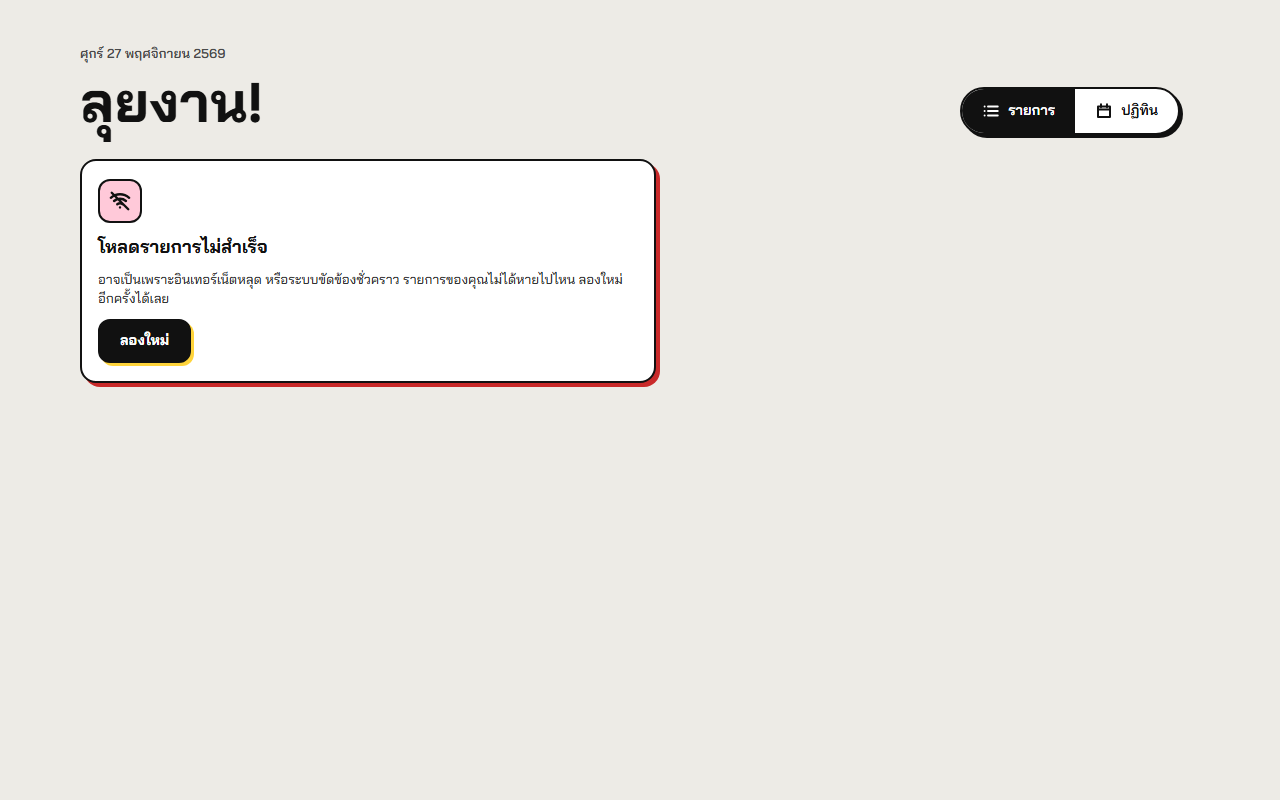 ศุกร์ 27 พฤศจิกายน 2569
ลุยงาน!
รายการ
ปฏิทิน
โหลดรายการไม่สำเร็จ
อาจเป็นเพราะอินเทอร์เน็ตหลุด หรือระบบขัดข้องชั่วคราว รายการของคุณไม่ได้หายไปไหน ลองใหม่
อีกครั้งได้เลย
ลองใหม่